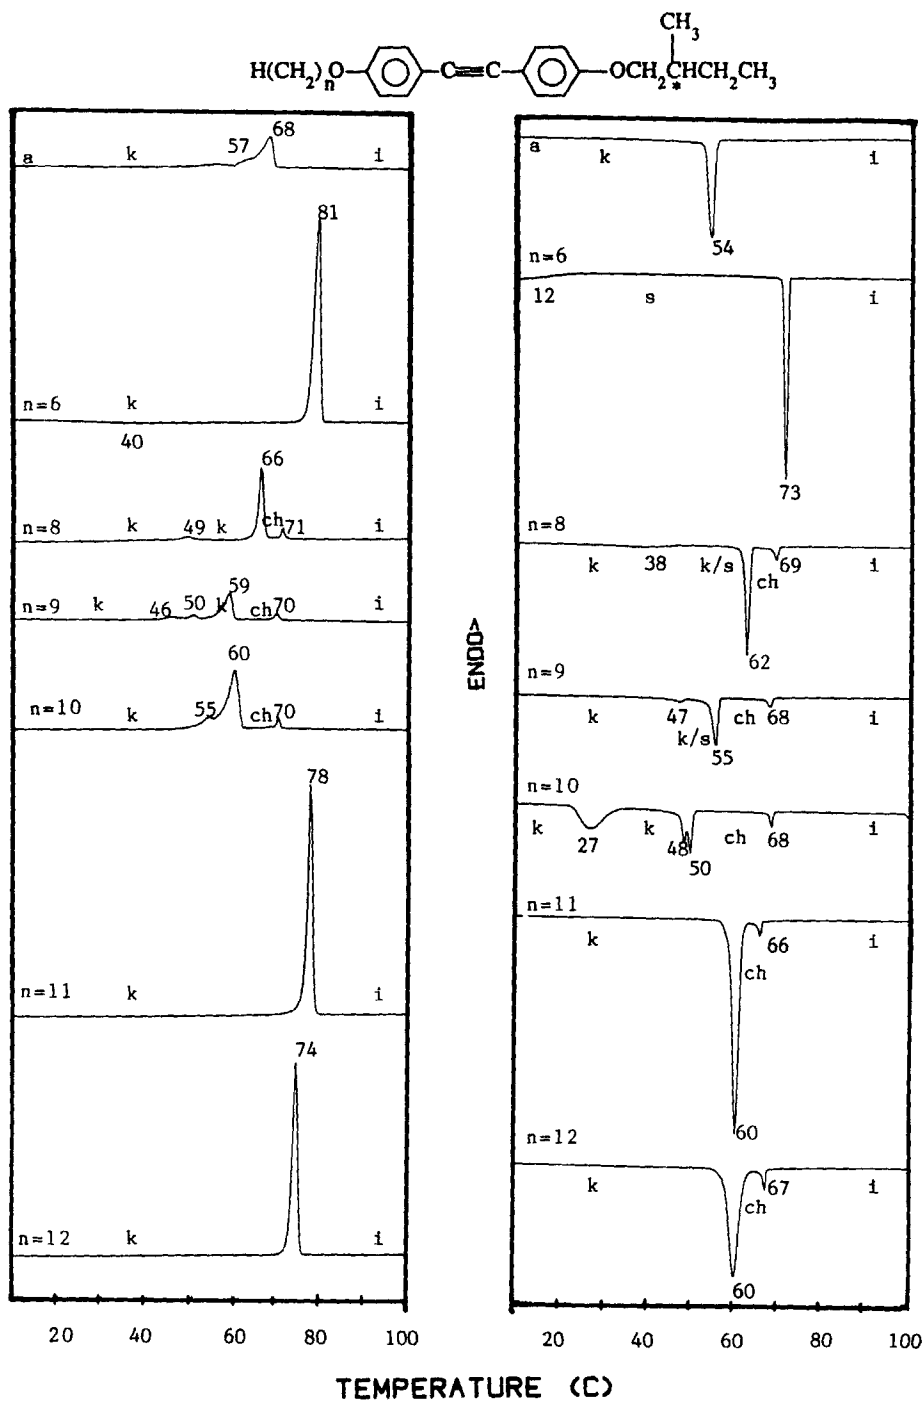 CH3
H(CH2)nO C≡C OCH2CHCH2CH3
*
68
57
a k i
81
n=6 k i
40
66
n=8 k 49 k ch 71 i
59
n=9 k 46 50 k ch 70 i
60
n=10 k 55 ch 70 i
78
n=11 k i
74
n=12 k i
20 40 60 80 100
ENDO>
a k i
54
n=6
12 s i
73
n=8
k 38 k/s 69 i
ch
62
n=9
k 47 ch 68 i
k/s 55
n=10
k 27 k 48 ch 68 i
50
n=11
k 66 i
ch
60
n=12
k 67 i
ch
60
20 40 60 80 100
TEMPERATURE (C)